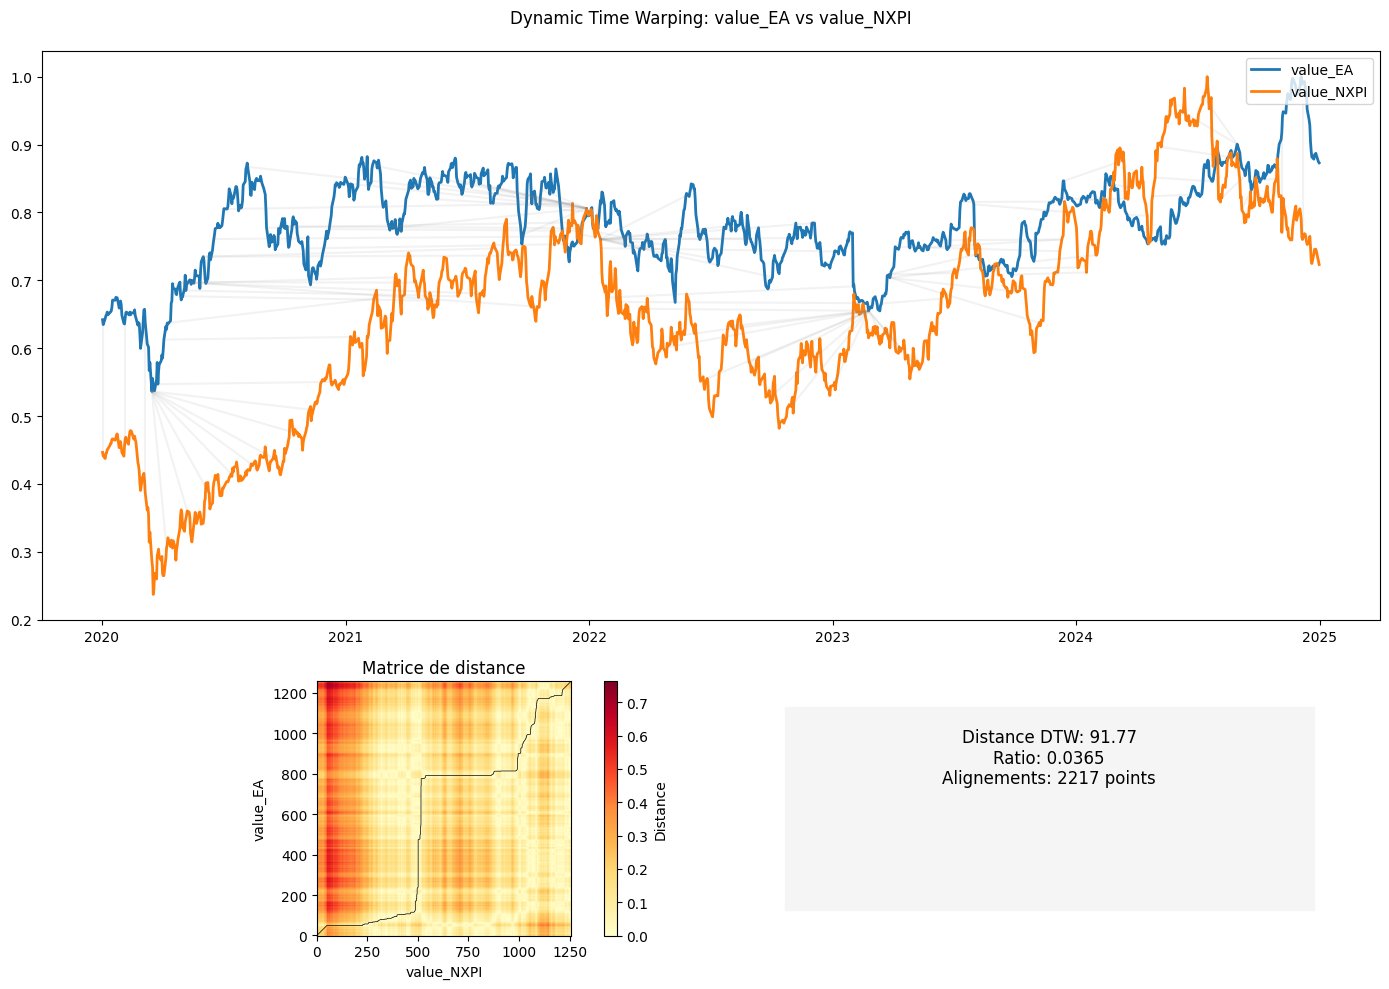 Dynamic Time Warping: value_EA vs value_NXPI
value_EA
value_NXPI
1.0
0.9
0.8
0.7
0.6
0.5
0.4
0.3
0.2
2020 2021 2022 2023 2024 2025
Matrice de distance
value_EA
1200
1000
800
600
400
200
0
0 250 500 750 1000 1250
value_NXPI
0.7
0.6
0.5
0.4
0.3
0.2
0.1
0.0
Distance
Distance DTW: 91.77
Ratio: 0.0365
Alignements: 2217 points